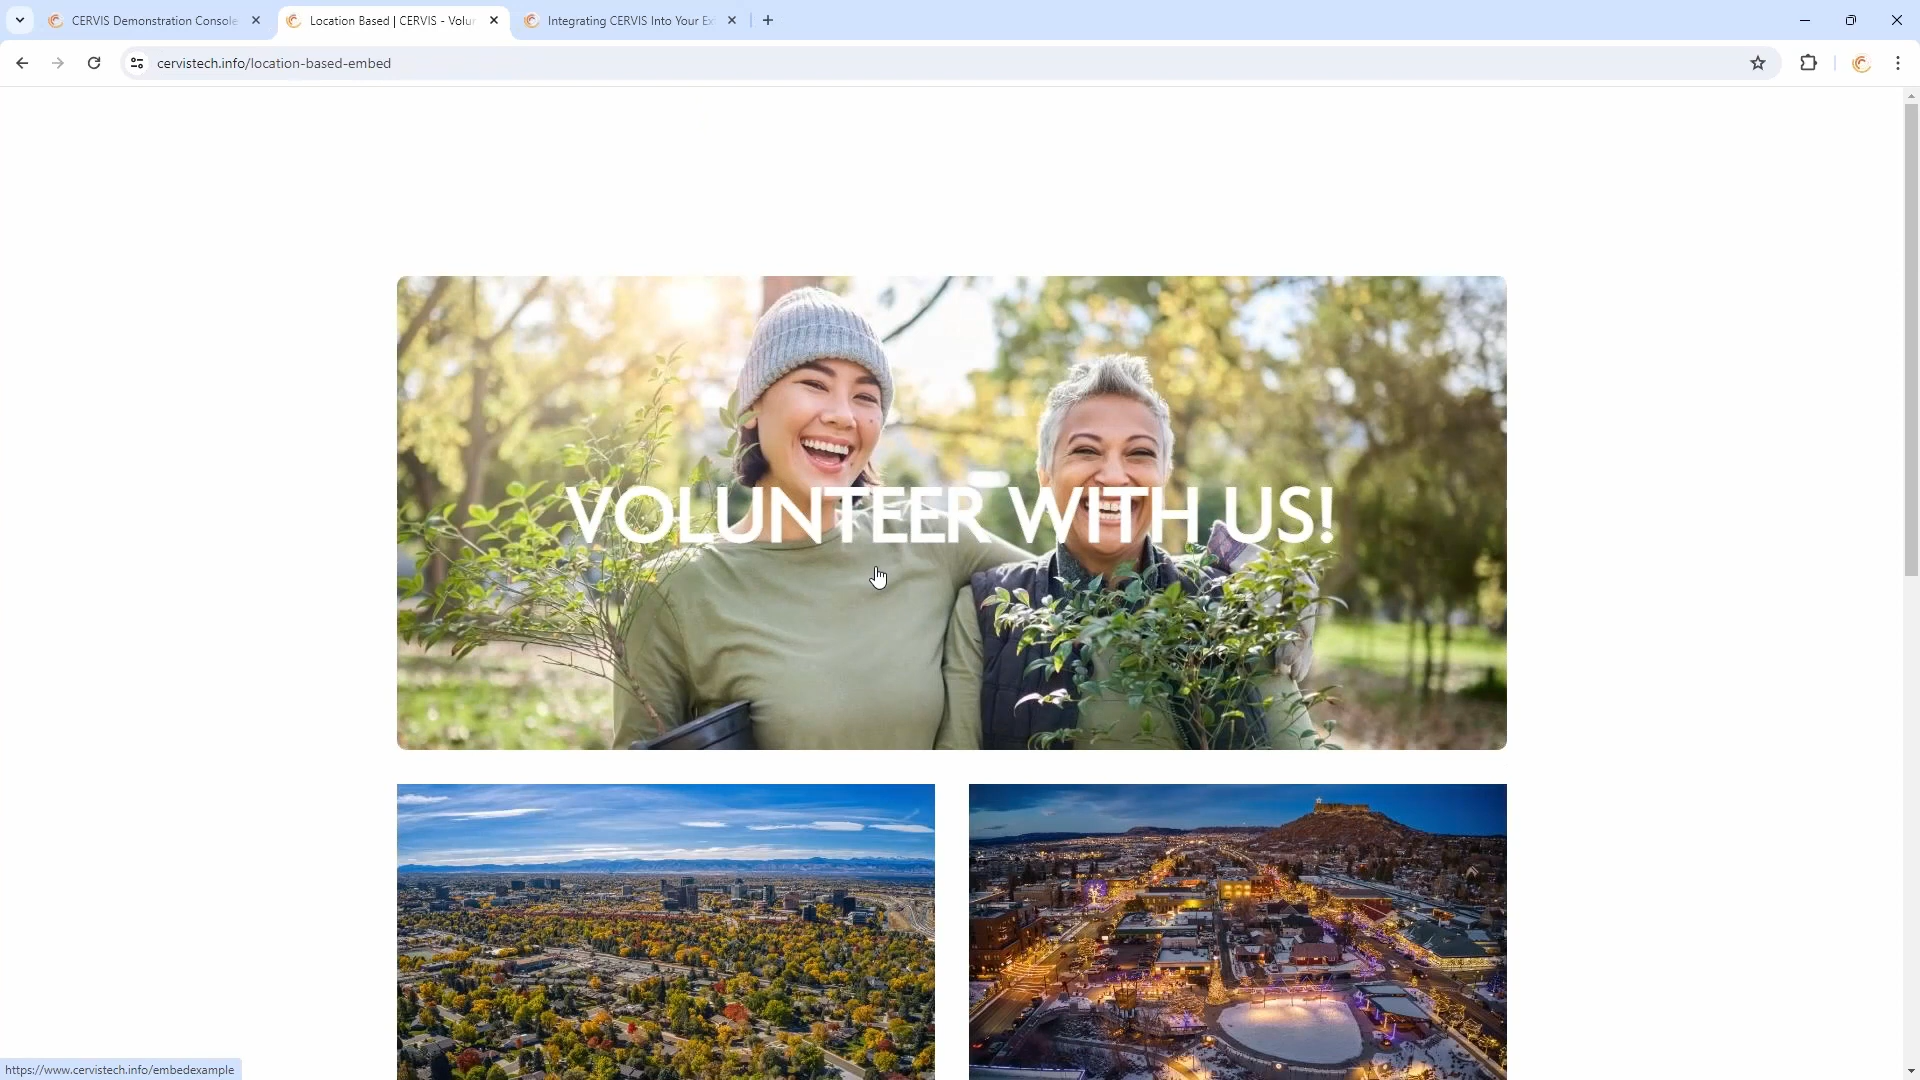 CERVIS Demonstration Console
Location Based | CERVIS - Volun
Integrating CERVIS Into Your Ex
cervistech.info/location-based-embed
VOLUNTEER WITH US!
https://www.cervistech.info/embedexample